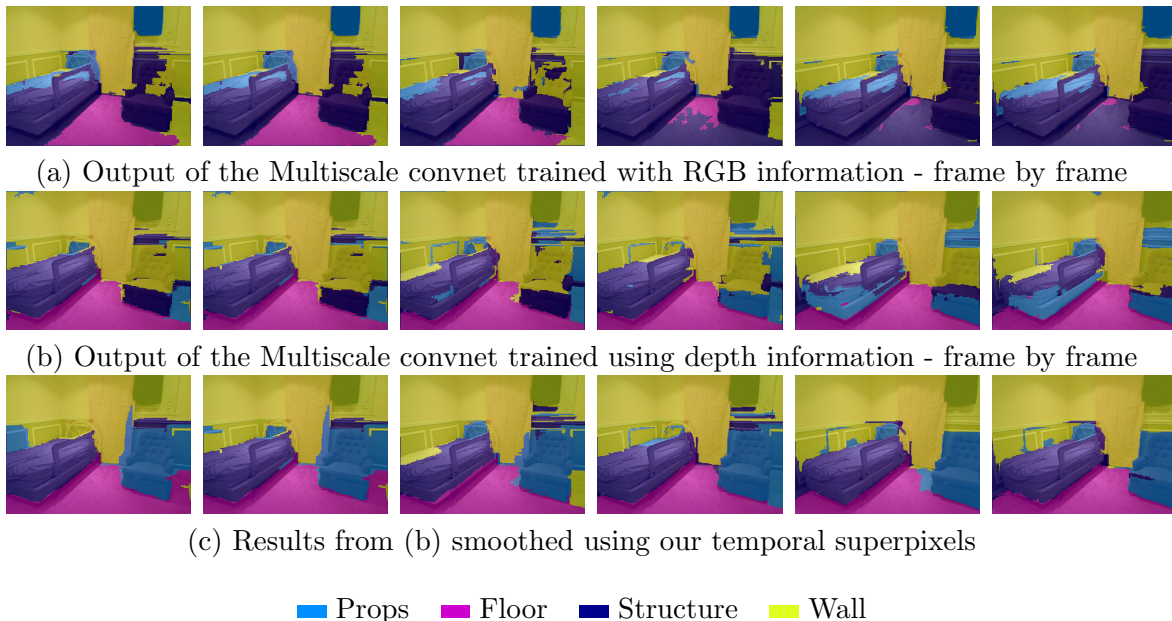 (a) Output of the Multiscale convnet trained with RGB information - frame by frame
(b) Output of the Multiscale convnet trained using depth information - frame by frame
(c) Results from (b) smoothed using our temporal superpixels
Props Floor Structure Wall